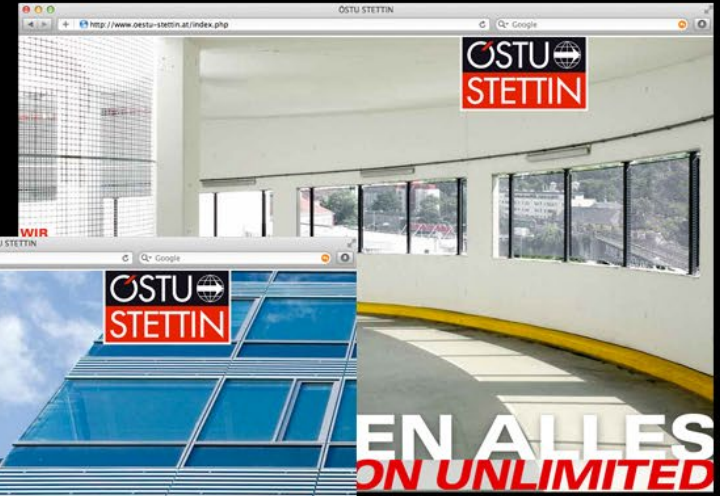 ÖSTU STETTIN
http://www.oestu-stettin.at/index.php
Google
ÖSTU
STETTIN
WIR
U STETTIN
Google
ÖSTU
STETTIN
EN ALLES
ON UNLIMITED